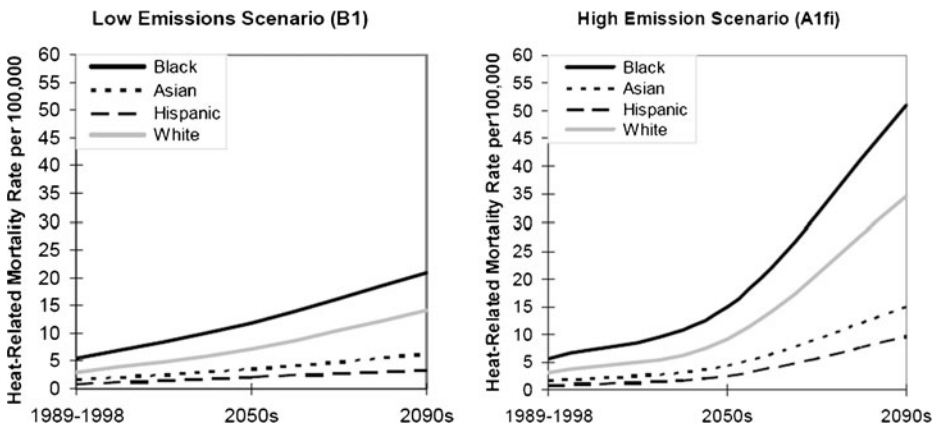 Low Emissions Scenario (B1)
Heat-Related Mortality Rate per 100,000
60
55
50
45
40
35
30
25
20
15
10
5
0
Black
Asian
Hispanic
White
1989-1998
2050s
2090s
High Emission Scenario (A1fi)
Heat-Related Mortality Rate per100,000
60
55
50
45
40
35
30
25
20
15
10
5
0
Black
Asian
Hispanic
White
1989-1998
2050s
2090s